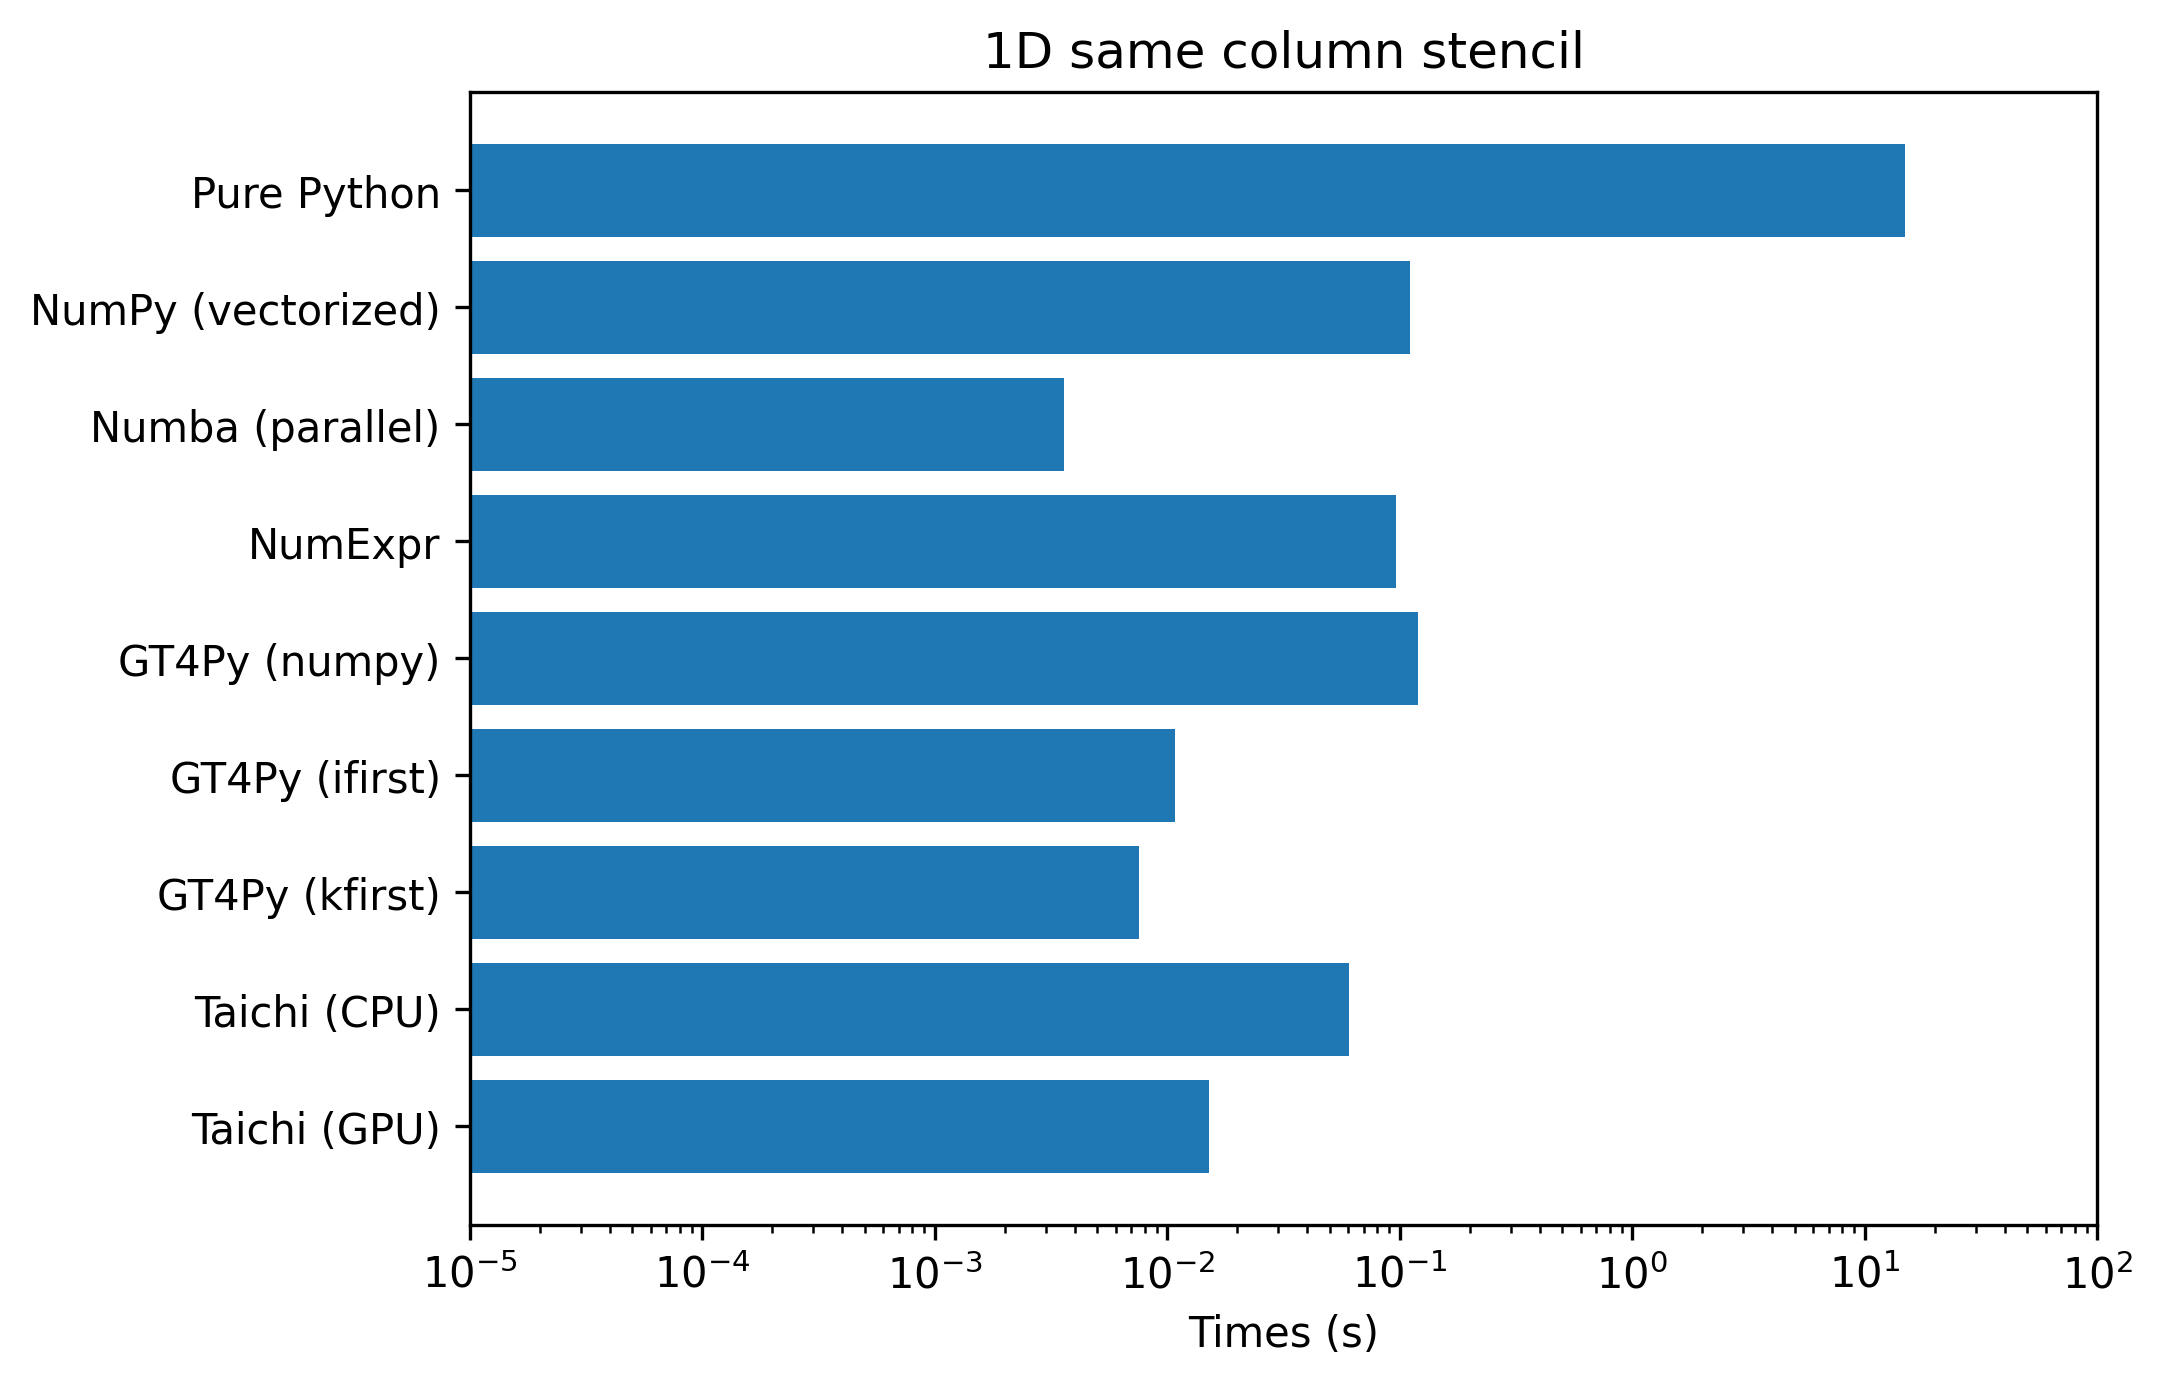 1D same column stencil
Pure Python
NumPy (vectorized)
Numba (parallel)
NumExpr
GT4Py (numpy)
GT4Py (ifirst)
GT4Py (kfirst)
Taichi (CPU)
Taichi (GPU)
10⁻⁵ 10⁻⁴ 10⁻³ 10⁻² 10⁻¹ 10⁰ 10¹ 10²
Times (s)